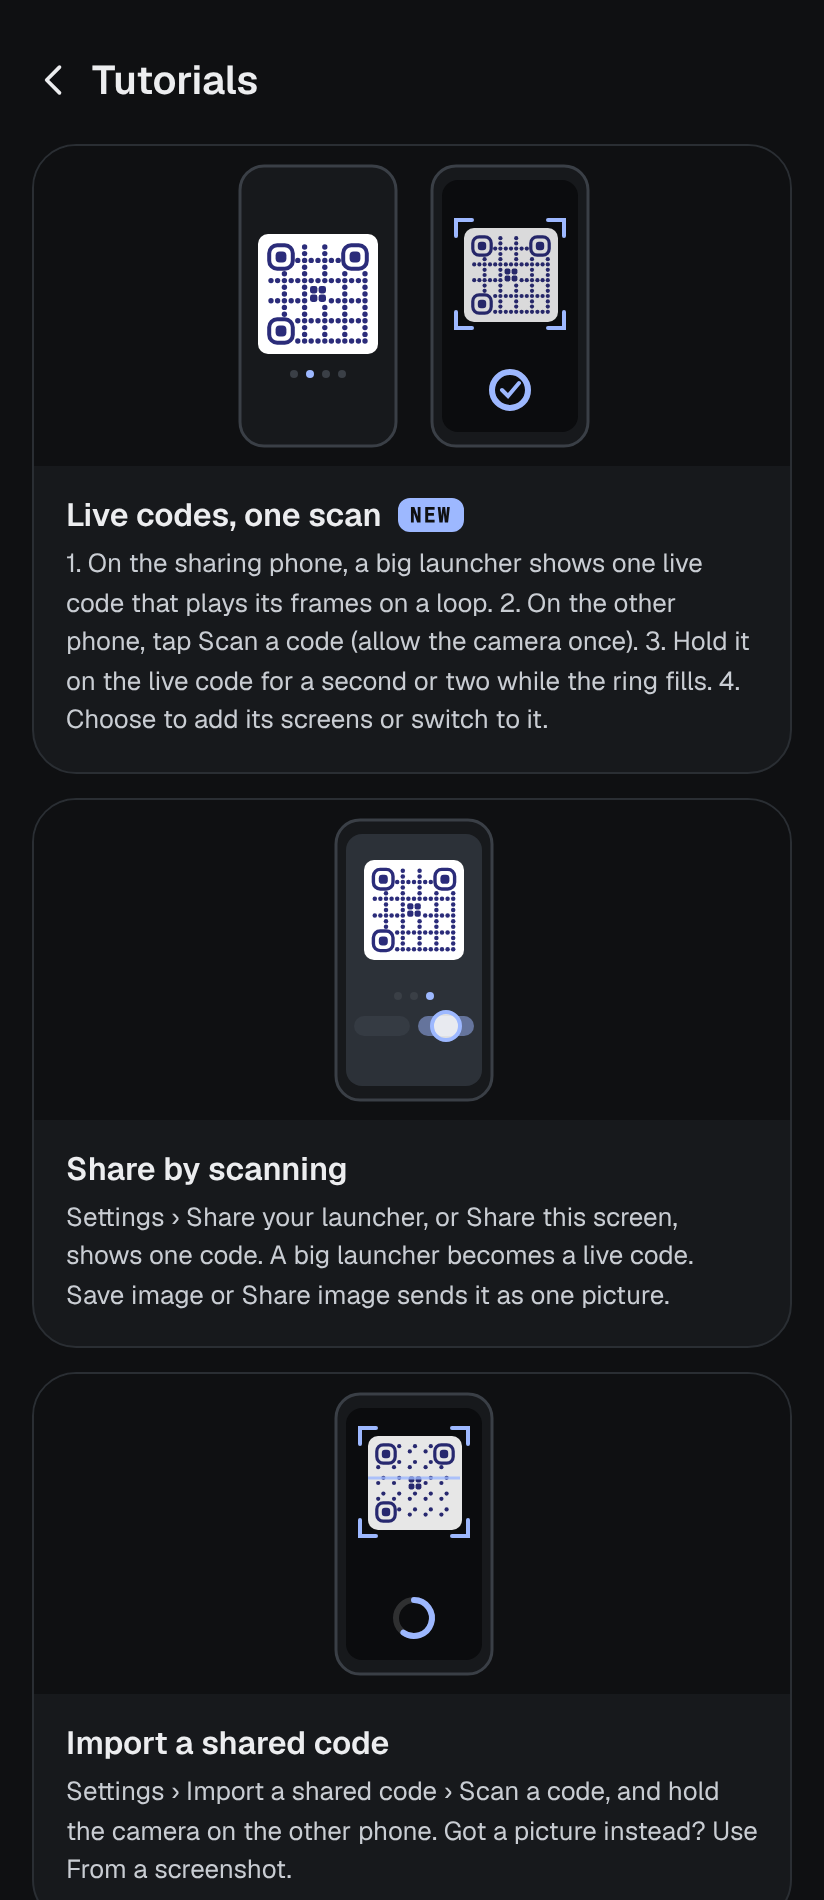 Tutorials
Live codes, one scan NEW
1. On the sharing phone, a big launcher shows one live
code that plays its frames on a loop. 2. On the other
phone, tap Scan a code (allow the camera once). 3. Hold it
on the live code for a second or two while the ring fills. 4.
Choose to add its screens or switch to it.
Share by scanning
Settings › Share your launcher, or Share this screen,
shows one code. A big launcher becomes a live code.
Save image or Share image sends it as one picture.
Import a shared code
Settings › Import a shared code › Scan a code, and hold
the camera on the other phone. Got a picture instead? Use
From a screenshot.